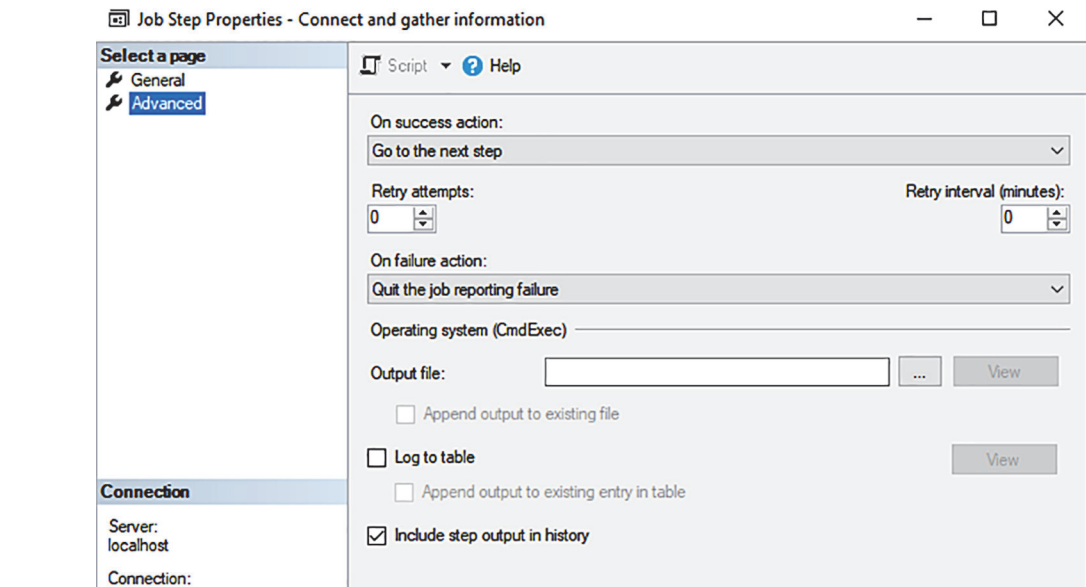 Job Step Properties - Connect and gather information
Select a page
General
Advanced
Script
Help
On success action:
Go to the next step
Retry attempts:
Retry interval (minutes):
0
0
On failure action:
Quit the job reporting failure
Operating system (CmdExec)
Output file:
...
View
Append output to existing file
Log to table
View
Append output to existing entry in table
Include step output in history
Connection
Server:
localhost
Connection: